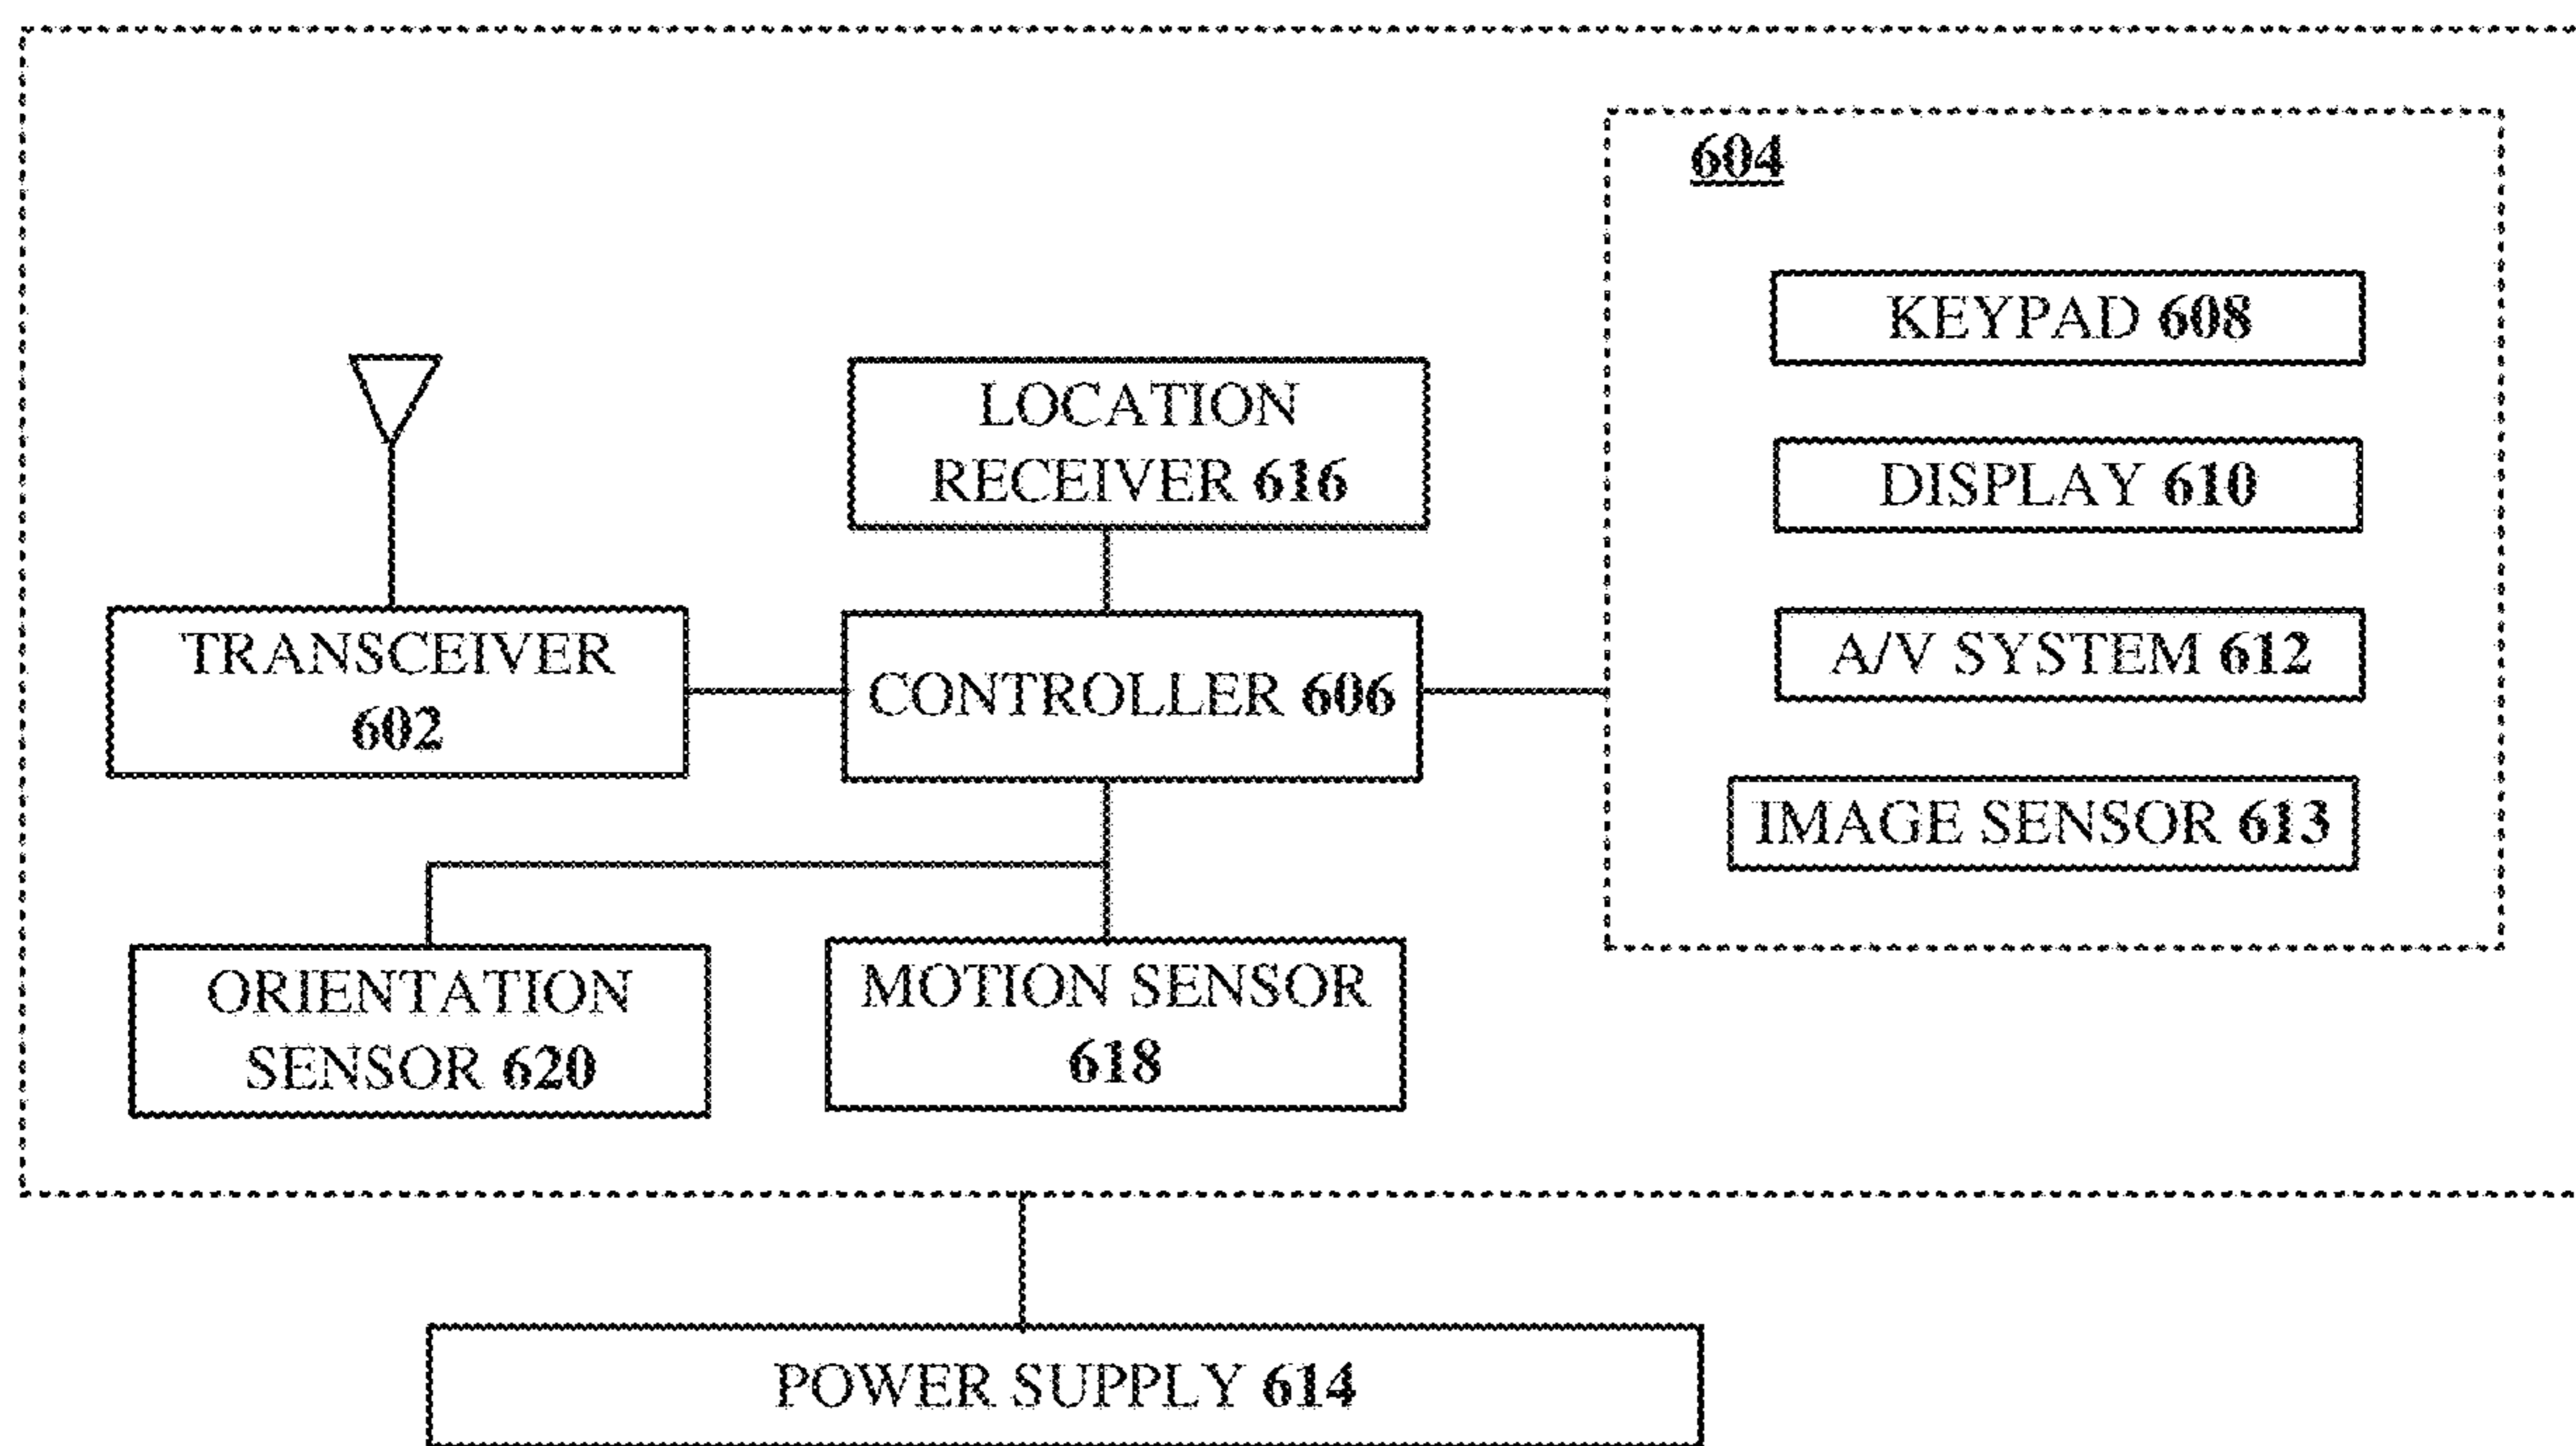 604
KEYPAD 608
LOCATION
RECEIVER 616
DISPLAY 610
TRANSCEIVER
602
CONTROLLER 606
A/V SYSTEM 612
IMAGE SENSOR 613
ORIENTATION
SENSOR 620
MOTION SENSOR
618
POWER SUPPLY 614